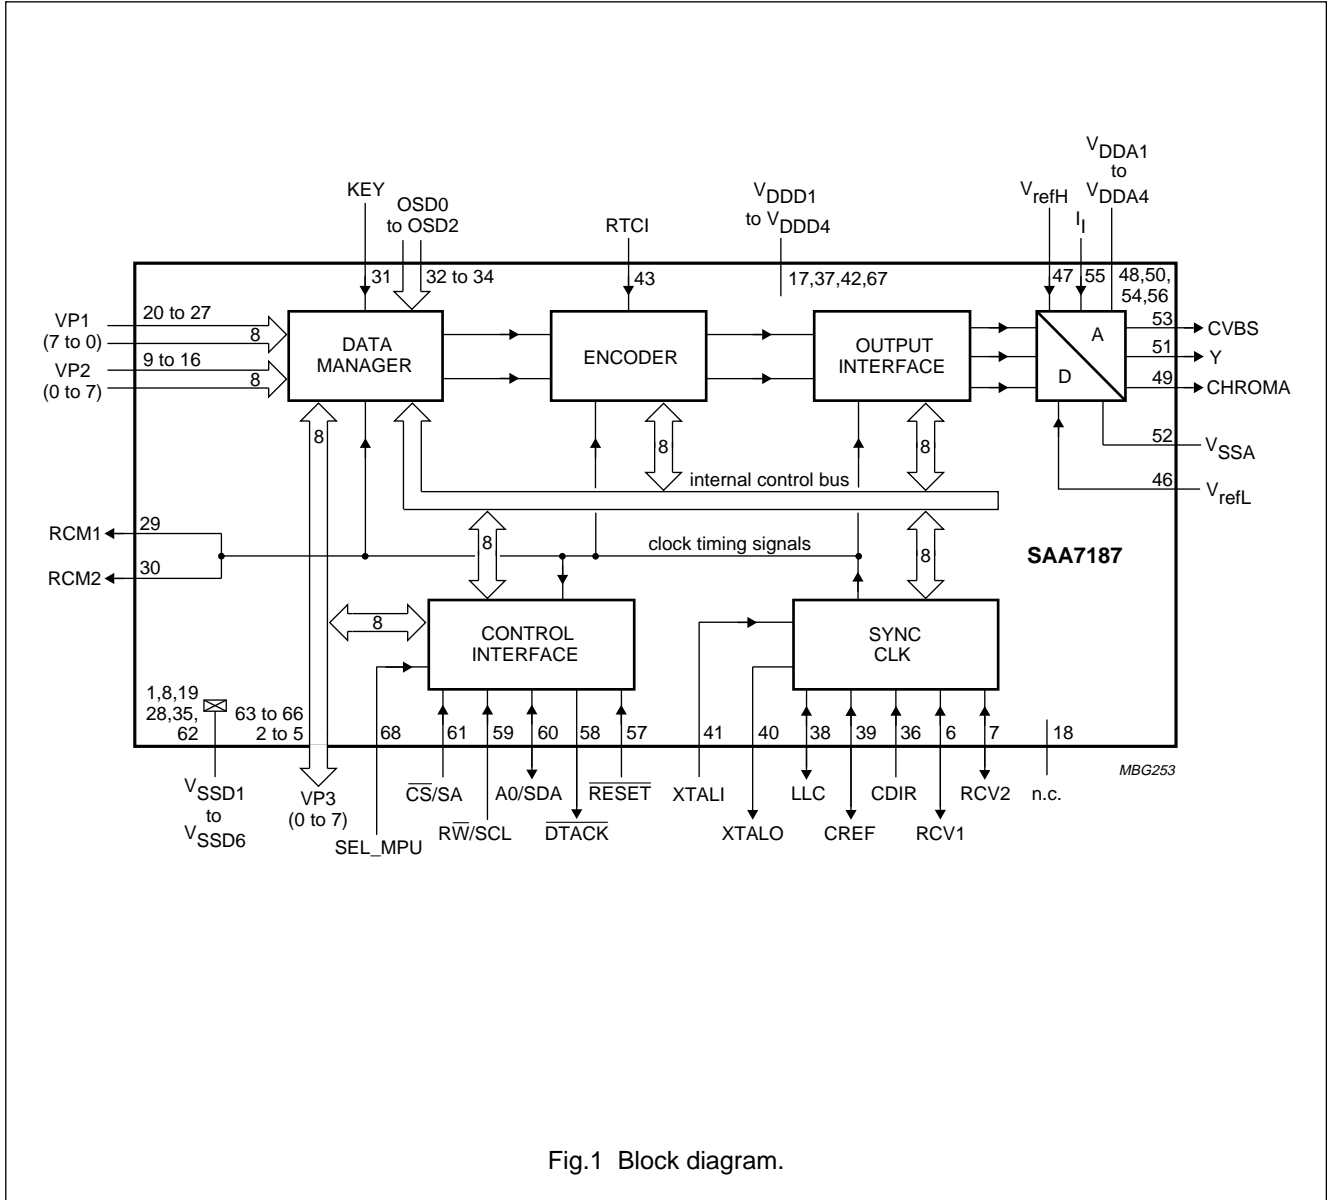 VDDA1
to
VDDA4
KEY
OSD0
to OSD2
RTCI
VDDD1
to VDDD4
VrefH
II
31
32 to 34
43
17,37,42,67
47
55
48,50,
54,56
VP1
(7 to 0)
20 to 27
8
VP2
(0 to 7)
9 to 16
8
DATA
MANAGER
ENCODER
OUTPUT
INTERFACE
A
D
53
CVBS
51
Y
49
CHROMA
52
VSSA
46
VrefL
8
8
8
internal control bus
RCM1
29
RCM2
30
8
clock timing signals
8
SAA7187
8
CONTROL
INTERFACE
SYNC
CLK
1,8,19
28,35,
62
63 to 66
2 to 5
68
61
59
60
58
57
41
40
38
39
36
6
7
18
MBG253
VSSD1
to
VSSD6
VP3
(0 to 7)
SEL_MPU
C̅S̅/SA
RW̅/SCL
A0/SDA
D̅T̅A̅C̅K̅
R̅E̅S̅E̅T̅
XTALI
XTALO
LLC
CREF
CDIR
RCV1
RCV2
n.c.
Fig.1 Block diagram.